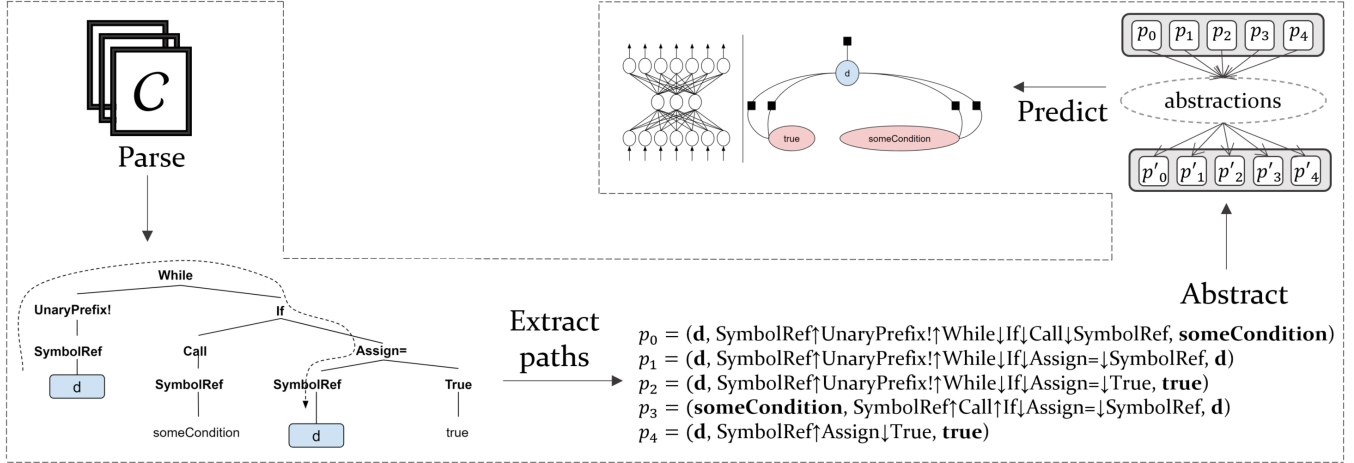 C
Parse
While
UnaryPrefix!
If
SymbolRef
Call
Assign=
d
SymbolRef
SymbolRef
True
someCondition
d
true
Extract
paths
p0 = (d, SymbolRef↑UnaryPrefix!↑While↓If↓Call↓SymbolRef, someCondition)
p1 = (d, SymbolRef↑UnaryPrefix!↑While↓If↓Assign=↓SymbolRef, d)
p2 = (d, SymbolRef↑UnaryPrefix!↑While↓If↓Assign=↓True, true)
p3 = (someCondition, SymbolRef↑Call↑If↓Assign=↓SymbolRef, d)
p4 = (d, SymbolRef↑Assign↓True, true)
Abstract
p0 p1 p2 p3 p4
abstractions
p'0 p'1 p'2 p'3 p'4
Predict
d
true
someCondition